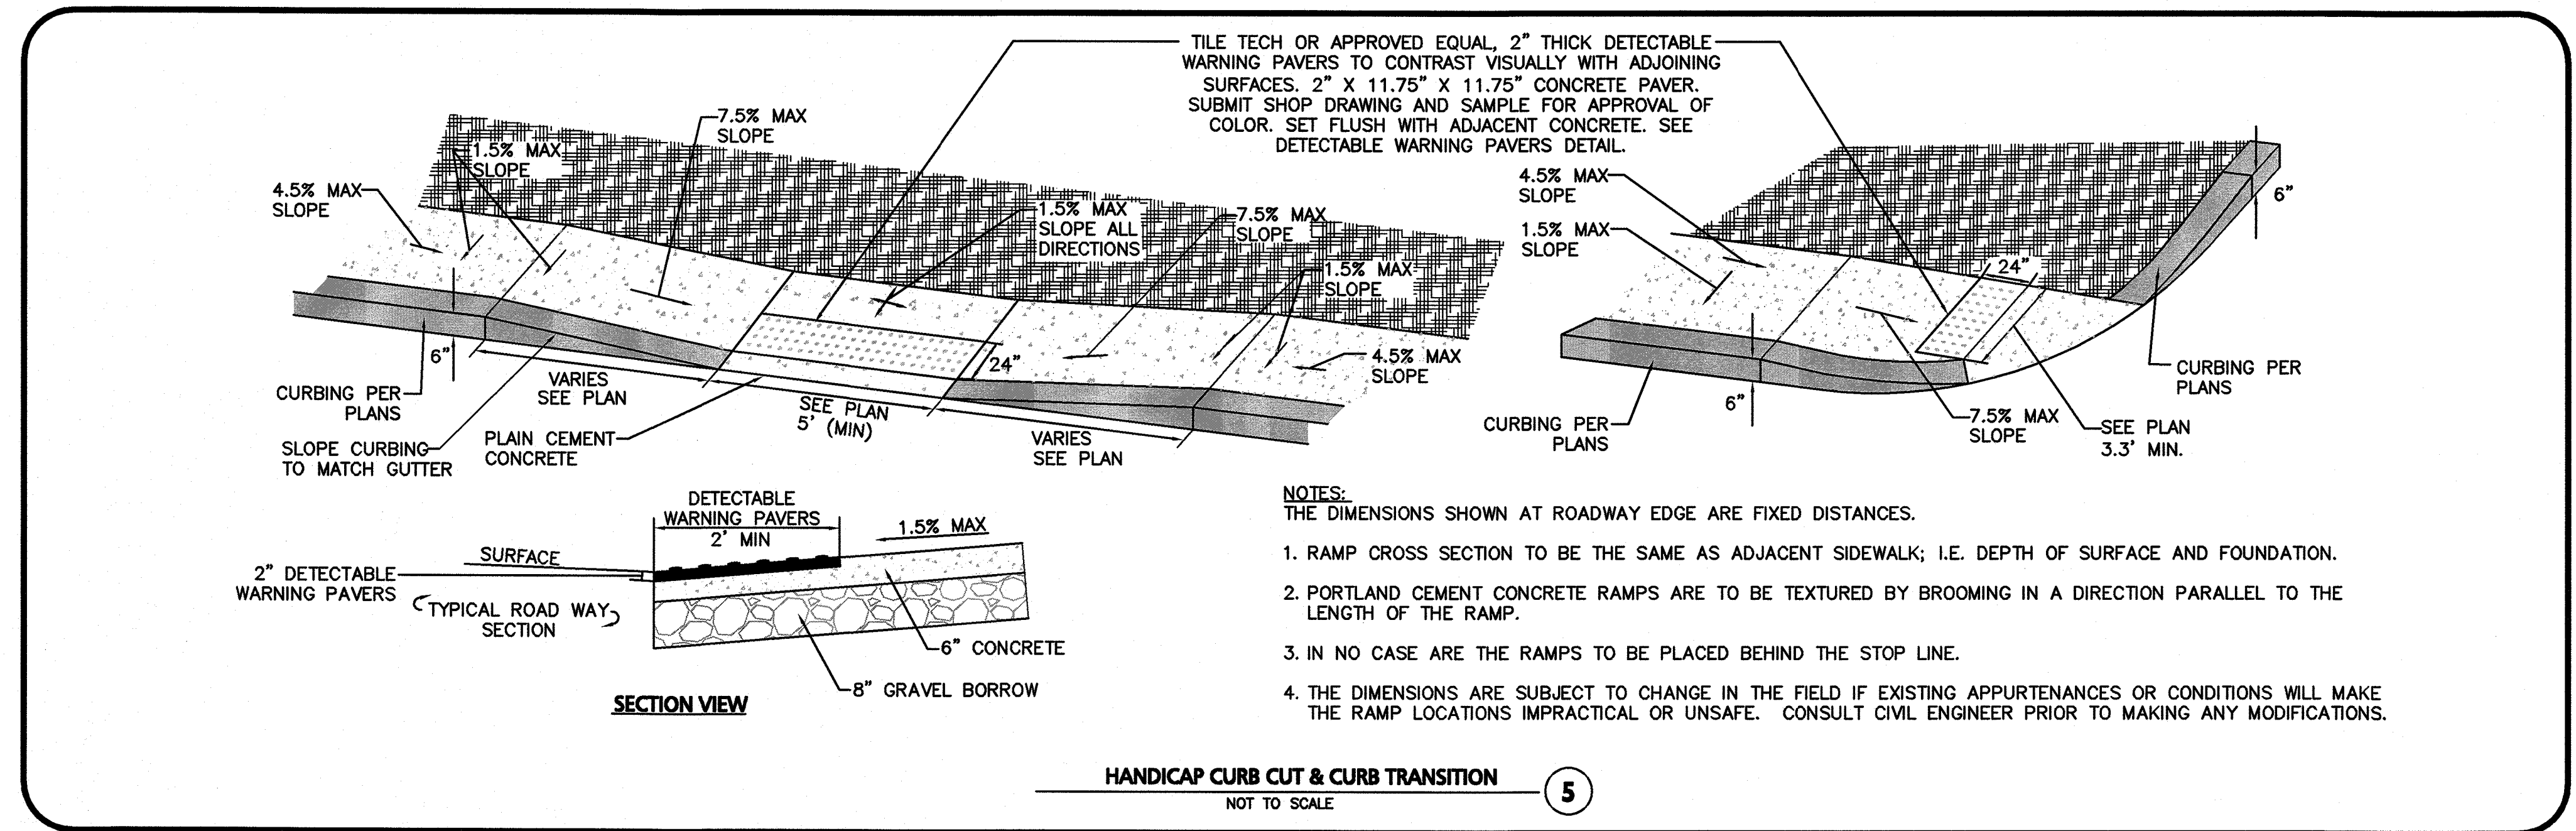 TILE TECH OR APPROVED EQUAL, 2" THICK DETECTABLE
WARNING PAVERS TO CONTRAST VISUALLY WITH ADJOINING
SURFACES. 2" X 11.75" X 11.75" CONCRETE PAVER.
SUBMIT SHOP DRAWING AND SAMPLE FOR APPROVAL OF
COLOR. SET FLUSH WITH ADJACENT CONCRETE. SEE
DETECTABLE WARNING PAVERS DETAIL.
7.5% MAX
SLOPE
1.5% MAX
SLOPE
4.5% MAX
SLOPE
1.5% MAX
SLOPE ALL
DIRECTIONS
7.5% MAX
SLOPE
1.5% MAX
SLOPE
4.5% MAX
SLOPE
24"
6"
CURBING PER
PLANS
VARIES
SEE PLAN
SEE PLAN
5' (MIN)
VARIES
SEE PLAN
SLOPE CURBING
TO MATCH GUTTER
PLAIN CEMENT
CONCRETE
4.5% MAX
SLOPE
1.5% MAX
SLOPE
24"
6"
6"
CURBING PER
PLANS
CURBING PER
PLANS
7.5% MAX
SLOPE
SEE PLAN
3.3' MIN.
DETECTABLE
WARNING PAVERS
2' MIN
1.5% MAX
SURFACE
2" DETECTABLE
WARNING PAVERS
TYPICAL ROAD WAY
SECTION
6" CONCRETE
8" GRAVEL BORROW
SECTION VIEW
NOTES:
THE DIMENSIONS SHOWN AT ROADWAY EDGE ARE FIXED DISTANCES.
1. RAMP CROSS SECTION TO BE THE SAME AS ADJACENT SIDEWALK; I.E. DEPTH OF SURFACE AND FOUNDATION.
2. PORTLAND CEMENT CONCRETE RAMPS ARE TO BE TEXTURED BY BROOMING IN A DIRECTION PARALLEL TO THE
LENGTH OF THE RAMP.
3. IN NO CASE ARE THE RAMPS TO BE PLACED BEHIND THE STOP LINE.
4. THE DIMENSIONS ARE SUBJECT TO CHANGE IN THE FIELD IF EXISTING APPURTENANCES OR CONDITIONS WILL MAKE
THE RAMP LOCATIONS IMPRACTICAL OR UNSAFE. CONSULT CIVIL ENGINEER PRIOR TO MAKING ANY MODIFICATIONS.
HANDICAP CURB CUT & CURB TRANSITION
NOT TO SCALE
5